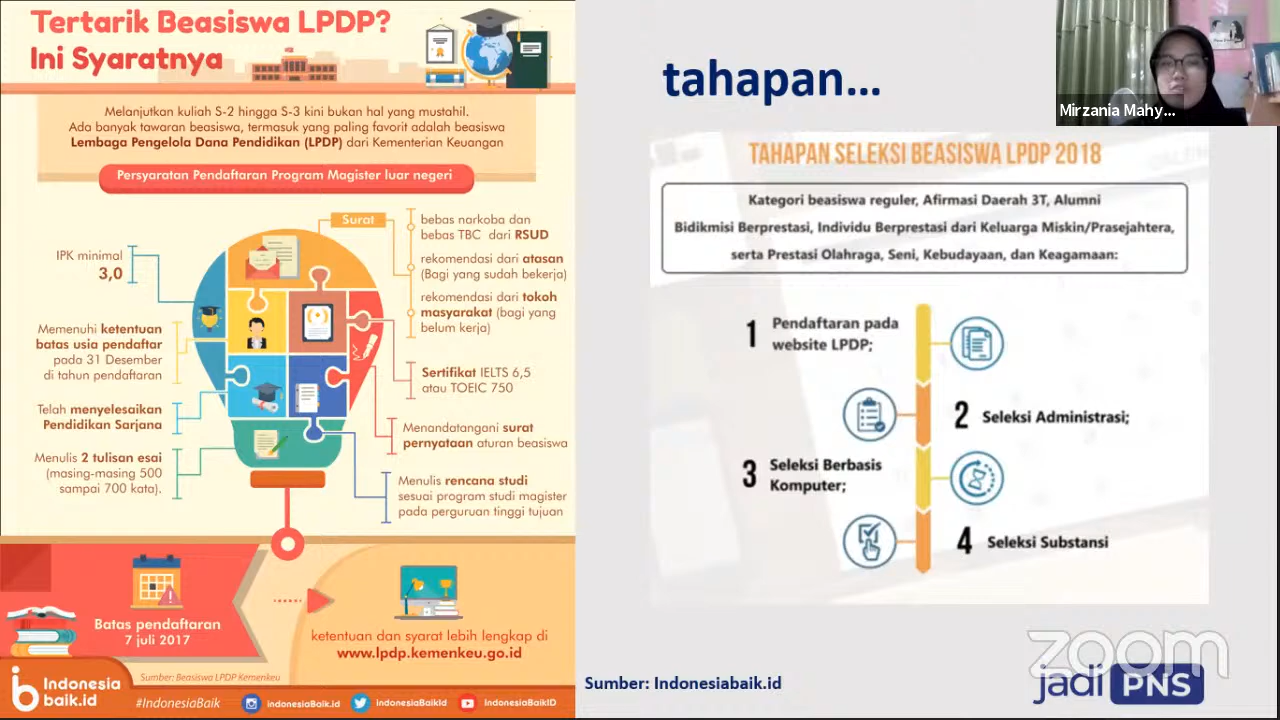 Tertarik Beasiswa LPDP?
Ini Syaratnya
Melanjutkan kuliah S-2 hingga S-3 kini bukan hal yang mustahil.
Ada banyak tawaran beasiswa, termasuk yang paling favorit adalah beasiswa
Lembaga Pengelola Dana Pendidikan (LPDP) dari Kementerian Keuangan
Persyaratan Pendaftaran Program Magister luar negeri
IPK minimal
3,0
Memenuhi ketentuan
batas usia pendaftar
pada 31 Desember
di tahun pendaftaran
Telah menyelesaikan
Pendidikan Sarjana
Menulis 2 tulisan esai
(masing-masing 500
sampai 700 kata).
Surat
bebas narkoba dan
bebas TBC dari RSUD
rekomendasi dari atasan
(Bagi yang sudah bekerja)
rekomendasi dari tokoh
masyarakat (bagi yang
belum kerja)
Sertifikat IELTS 6,5
atau TOEIC 750
Menandatangani surat
pernyataan aturan beasiswa
Menulis rencana studi
sesuai program studi magister
pada perguruan tinggi tujuan
Batas pendaftaran
7 juli 2017
ketentuan dan syarat lebih lengkap di
www.lpdp.kemenkeu.go.id
Sumber: Beasiswa LPDP Kemenkeu
Indonesia
baik.id
#IndonesiaBaik
indonesiaBaik.id
IndonesiaBaikId
IndonesiaBaikID
tahapan...
Mirzania Mahy...
TAHAPAN SELEKSI BEASISWA LPDP 2018
Kategori beasiswa reguler, Afirmasi Daerah 3T, Alumni
Bidikmisi Berprestasi, Individu Berprestasi dari Keluarga Miskin/Prasejahtera,
serta Prestasi Olahraga, Seni, Kebudayaan, dan Keagamaan:
1 Pendaftaran pada
website LPDP;
2 Seleksi Administrasi;
3 Seleksi Berbasis
Komputer;
4 Seleksi Substansi
Sumber: Indonesiabaik.id
zoom
jadi PNS